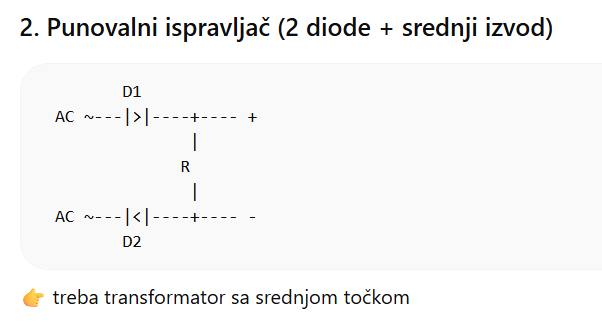 2. Punovalni ispravljač (2 diode + srednji izvod)
D1
AC ~---|>|----+---- +
|
R
|
AC ~---|<|----+---- -
D2
👉 treba transformator sa srednjom točkom